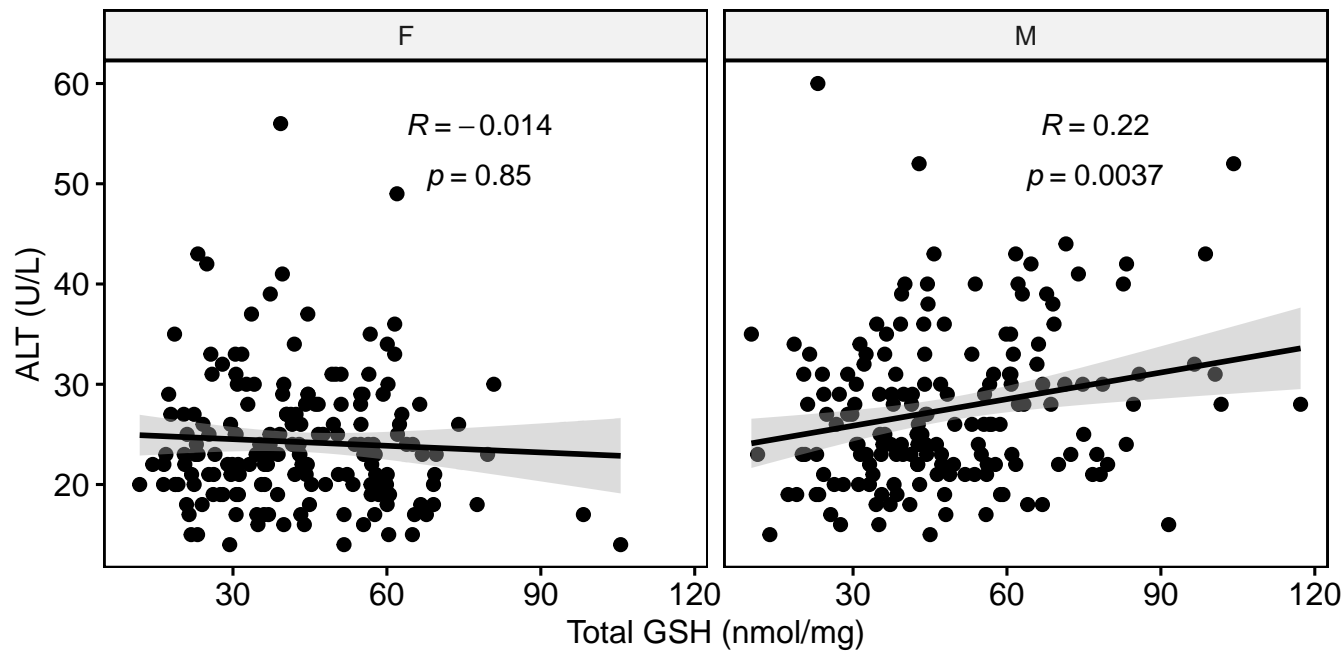 F
M
R = −0.014
p = 0.85
R = 0.22
p = 0.0037
60
50
40
30
20
ALT (U/L)
30 60 90 120
30 60 90 120
Total GSH (nmol/mg)